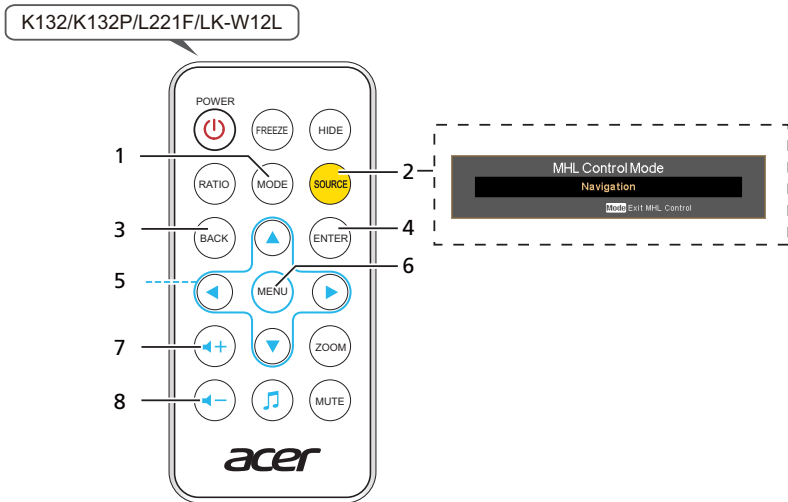 K132/K132P/L221F/LK-W12L
POWER
FREEZE
HIDE
1
RATIO
MODE
SOURCE
2
MHL Control Mode
Navigation
Mode Exit MHL Control
3
BACK
ENTER
4
5
MENU
6
7
+
ZOOM
8
−
MUTE
acer